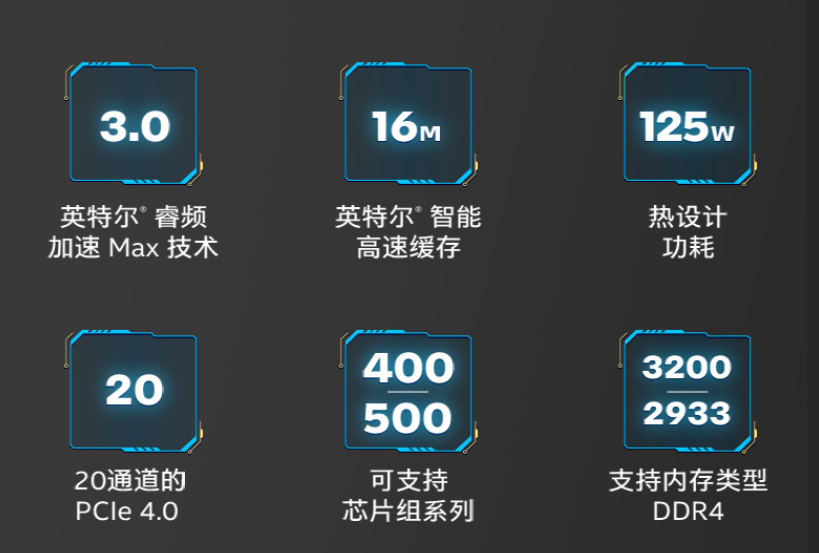 3.0
英特尔® 睿频
加速 Max 技术
16M
英特尔® 智能
高速缓存
125W
热设计
功耗
20
20通道的
PCIe 4.0
400
500
可支持
芯片组系列
3200
2933
支持内存类型
DDR4